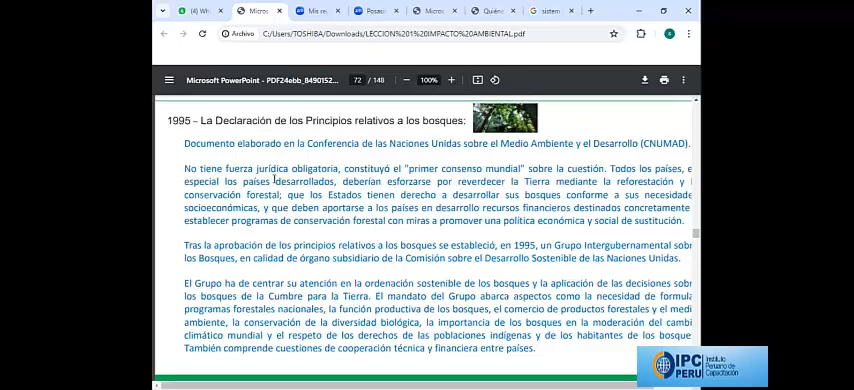 (4) Wh
Micros
Mis re
Posac
Microc
Quién
sistem
Archivo
C:/Users/TOSHIBA/Downloads/LECCION%201%20IMPACTO%20AMBIENTAL.pdf
Microsoft PowerPoint - PDF24ebb_8490152...
72 / 148
100%
1995 – La Declaración de los Principios relativos a los bosques:
Documento elaborado en la Conferencia de las Naciones Unidas sobre el Medio Ambiente y el Desarrollo (CNUMAD).
No tiene fuerza jurídica obligatoria, constituyó el "primer consenso mundial" sobre la cuestión. Todos los países, e
especial los países desarrollados, deberían esforzarse por reverdecer la Tierra mediante la reforestación y l
conservación forestal; que los Estados tienen derecho a desarrollar sus bosques conforme a sus necesidade
socioeconómicas, y que deben aportarse a los países en desarrollo recursos financieros destinados concretamente
establecer programas de conservación forestal con miras a promover una política económica y social de sustitución.
Tras la aprobación de los principios relativos a los bosques se estableció, en 1995, un Grupo Intergubernamental sobr
los Bosques, en calidad de órgano subsidiario de la Comisión sobre el Desarrollo Sostenible de las Naciones Unidas.
El Grupo ha de centrar su atención en la ordenación sostenible de los bosques y la aplicación de las decisiones sobr
los bosques de la Cumbre para la Tierra. El mandato del Grupo abarca aspectos como la necesidad de formula
programas forestales nacionales, la función productiva de los bosques, el comercio de productos forestales y el medi
ambiente, la conservación de la diversidad biológica, la importancia de los bosques en la moderación del cambi
climático mundial y el respeto de los derechos de las poblaciones indígenas y de los habitantes de los bosque
También comprende cuestiones de cooperación técnica y financiera entre países.
IPC PERU
Instituto
Peruano de
Capacitación